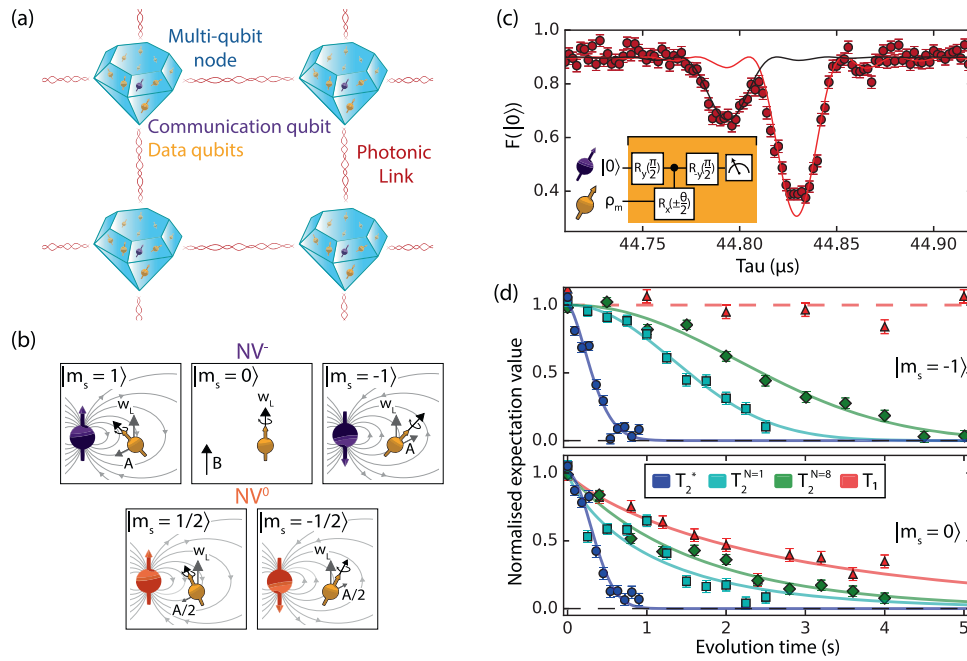 (a)
Multi-qubit
node
Communication qubit
Data qubits
Photonic
Link
(b)
NV-
|m_s = 1⟩
|m_s = 0⟩
|m_s = -1⟩
w_L
w_L
w_L
A
B
A
NV⁰
|m_s = 1/2⟩
|m_s = -1/2⟩
w_L
w_L
A/2
A/2
(c)
F(|0⟩)
1.0
0.8
0.6
0.4
|0⟩
R_y(π/2)
R_-y(π/2)
ρ_m
R_x(±θ/2)
44.75
44.80
44.85
44.90
Tau (μs)
(d)
Normalised expectation value
1.0
0.5
0.0
|m_s = -1⟩
1.0
0.5
0.0
T_2^*
T_2^{N=1}
T_2^{N=8}
T_1
|m_s = 0⟩
0
1
2
3
4
5
Evolution time (s)